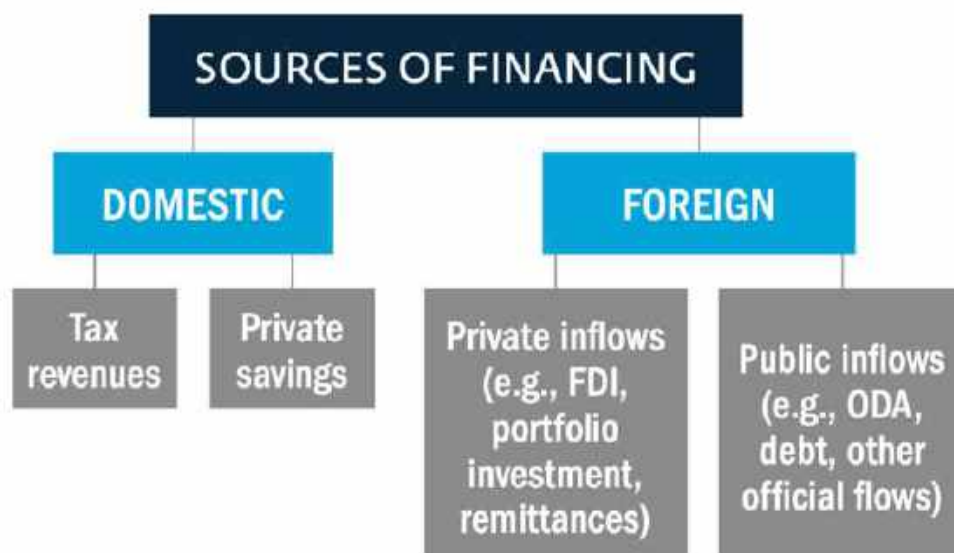 SOURCES OF FINANCING
DOMESTIC
FOREIGN
Tax
revenues
Private
savings
Private inflows
(e.g., FDI,
portfolio
investment,
remittances)
Public inflows
(e.g., ODA,
debt, other
official flows)